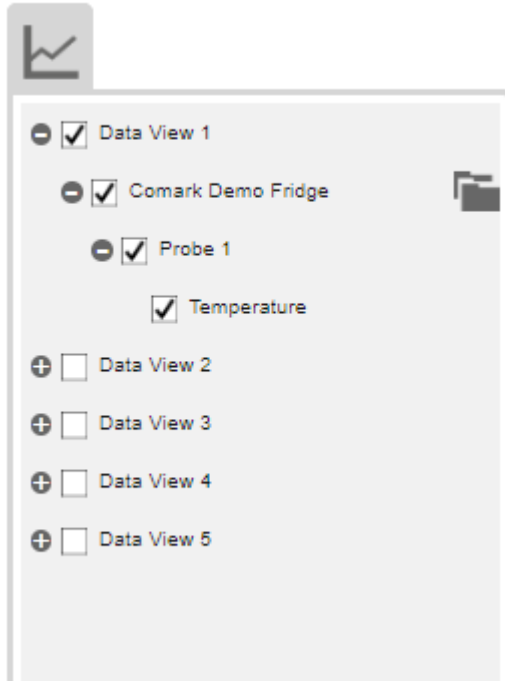 Data View 1
Comark Demo Fridge
Probe 1
Temperature
Data View 2
Data View 3
Data View 4
Data View 5